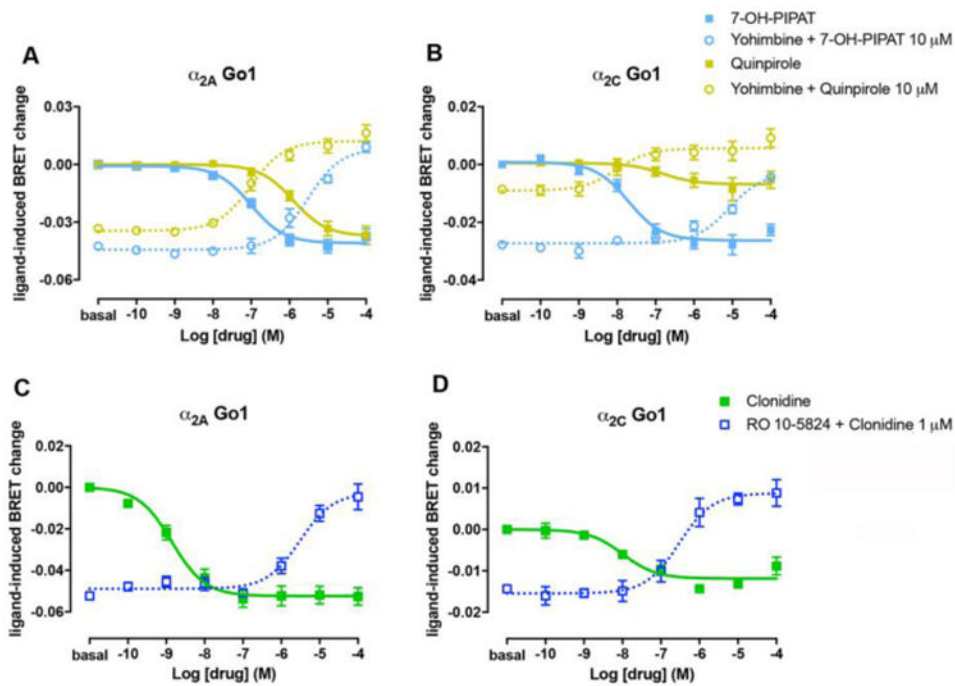 7-OH-PIPAT
Yohimbine + 7-OH-PIPAT 10 μM
Quinpirole
Yohimbine + Quinpirole 10 μM
A
α2A Go1
ligand-induced BRET change
0.03
0.00
-0.03
-0.06
basal -10 -9 -8 -7 -6 -5 -4
Log [drug] (M)
B
α2C Go1
ligand-induced BRET change
0.02
0.00
-0.02
-0.04
basal -10 -9 -8 -7 -6 -5 -4
Log [drug] (M)
C
α2A Go1
ligand-induced BRET change
0.00
-0.02
-0.04
-0.06
basal -10 -9 -8 -7 -6 -5 -4
Log [drug] (M)
D
α2C Go1
Clonidine
RO 10-5824 + Clonidine 1 μM
ligand-induced BRET change
0.01
0.00
-0.01
-0.02
basal -10 -9 -8 -7 -6 -5 -4
Log [drug] (M)